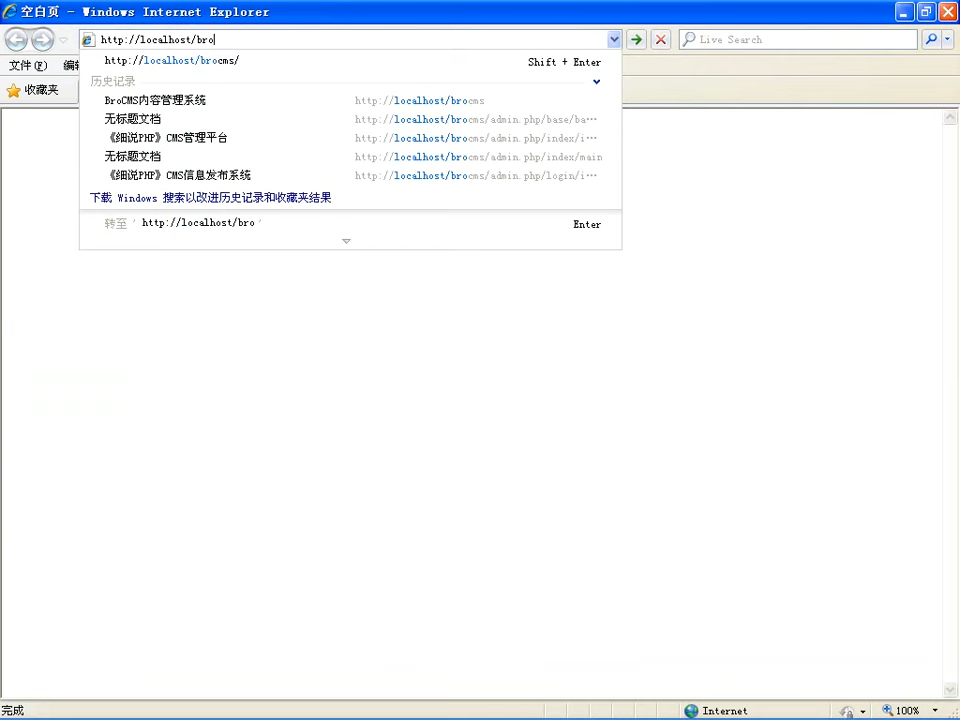 空白页 - Windows Internet Explorer
http://localhost/bro
Live Search
http://localhost/brocms/ Shift + Enter
文件(F)
历史记录
收藏夹
BroCMS内容管理系统 http://localhost/brocms
无标题文档 http://localhost/brocms/admin.php/base/ba…
《细说PHP》CMS管理平台 http://localhost/brocms/admin.php/index/i…
无标题文档 http://localhost/brocms/admin.php/index/main
《细说PHP》CMS信息发布系统 http://localhost/brocms/admin.php/login/i…
下载 Windows 搜索以改进历史记录和收藏夹结果
转至 ' http://localhost/bro ' Enter
完成 Internet 100%